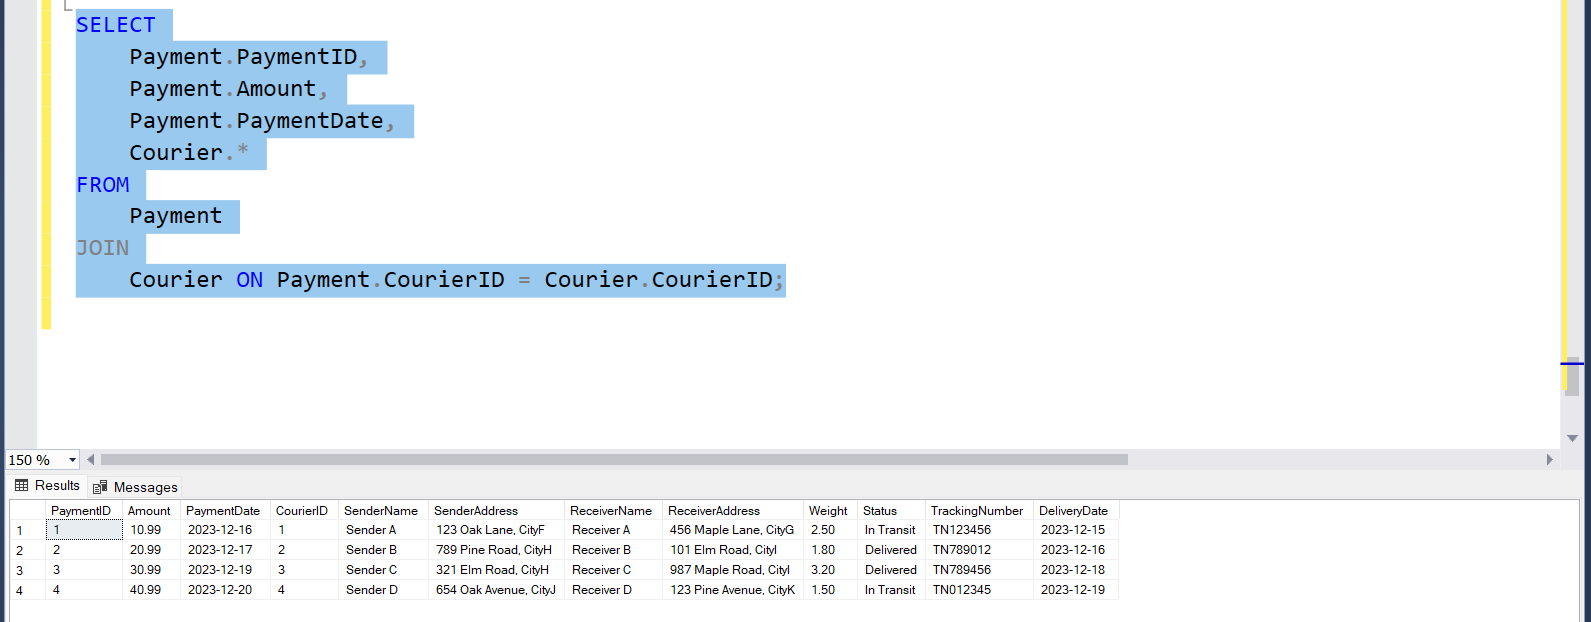 SELECT
Payment.PaymentID,
Payment.Amount,
Payment.PaymentDate,
Courier.*
FROM
Payment
JOIN
Courier ON Payment.CourierID = Courier.CourierID;
150 %
Results Messages
PaymentID Amount PaymentDate CourierID SenderName SenderAddress ReceiverName ReceiverAddress Weight Status TrackingNumber DeliveryDate
1 1 10.99 2023-12-16 1 Sender A 123 Oak Lane, CityF Receiver A 456 Maple Lane, CityG 2.50 In Transit TN123456 2023-12-15
2 2 20.99 2023-12-17 2 Sender B 789 Pine Road, CityH Receiver B 101 Elm Road, CityI 1.80 Delivered TN789012 2023-12-16
3 3 30.99 2023-12-19 3 Sender C 321 Elm Road, CityH Receiver C 987 Maple Road, CityI 3.20 Delivered TN789456 2023-12-18
4 4 40.99 2023-12-20 4 Sender D 654 Oak Avenue, CityJ Receiver D 123 Pine Avenue, CityK 1.50 In Transit TN012345 2023-12-19